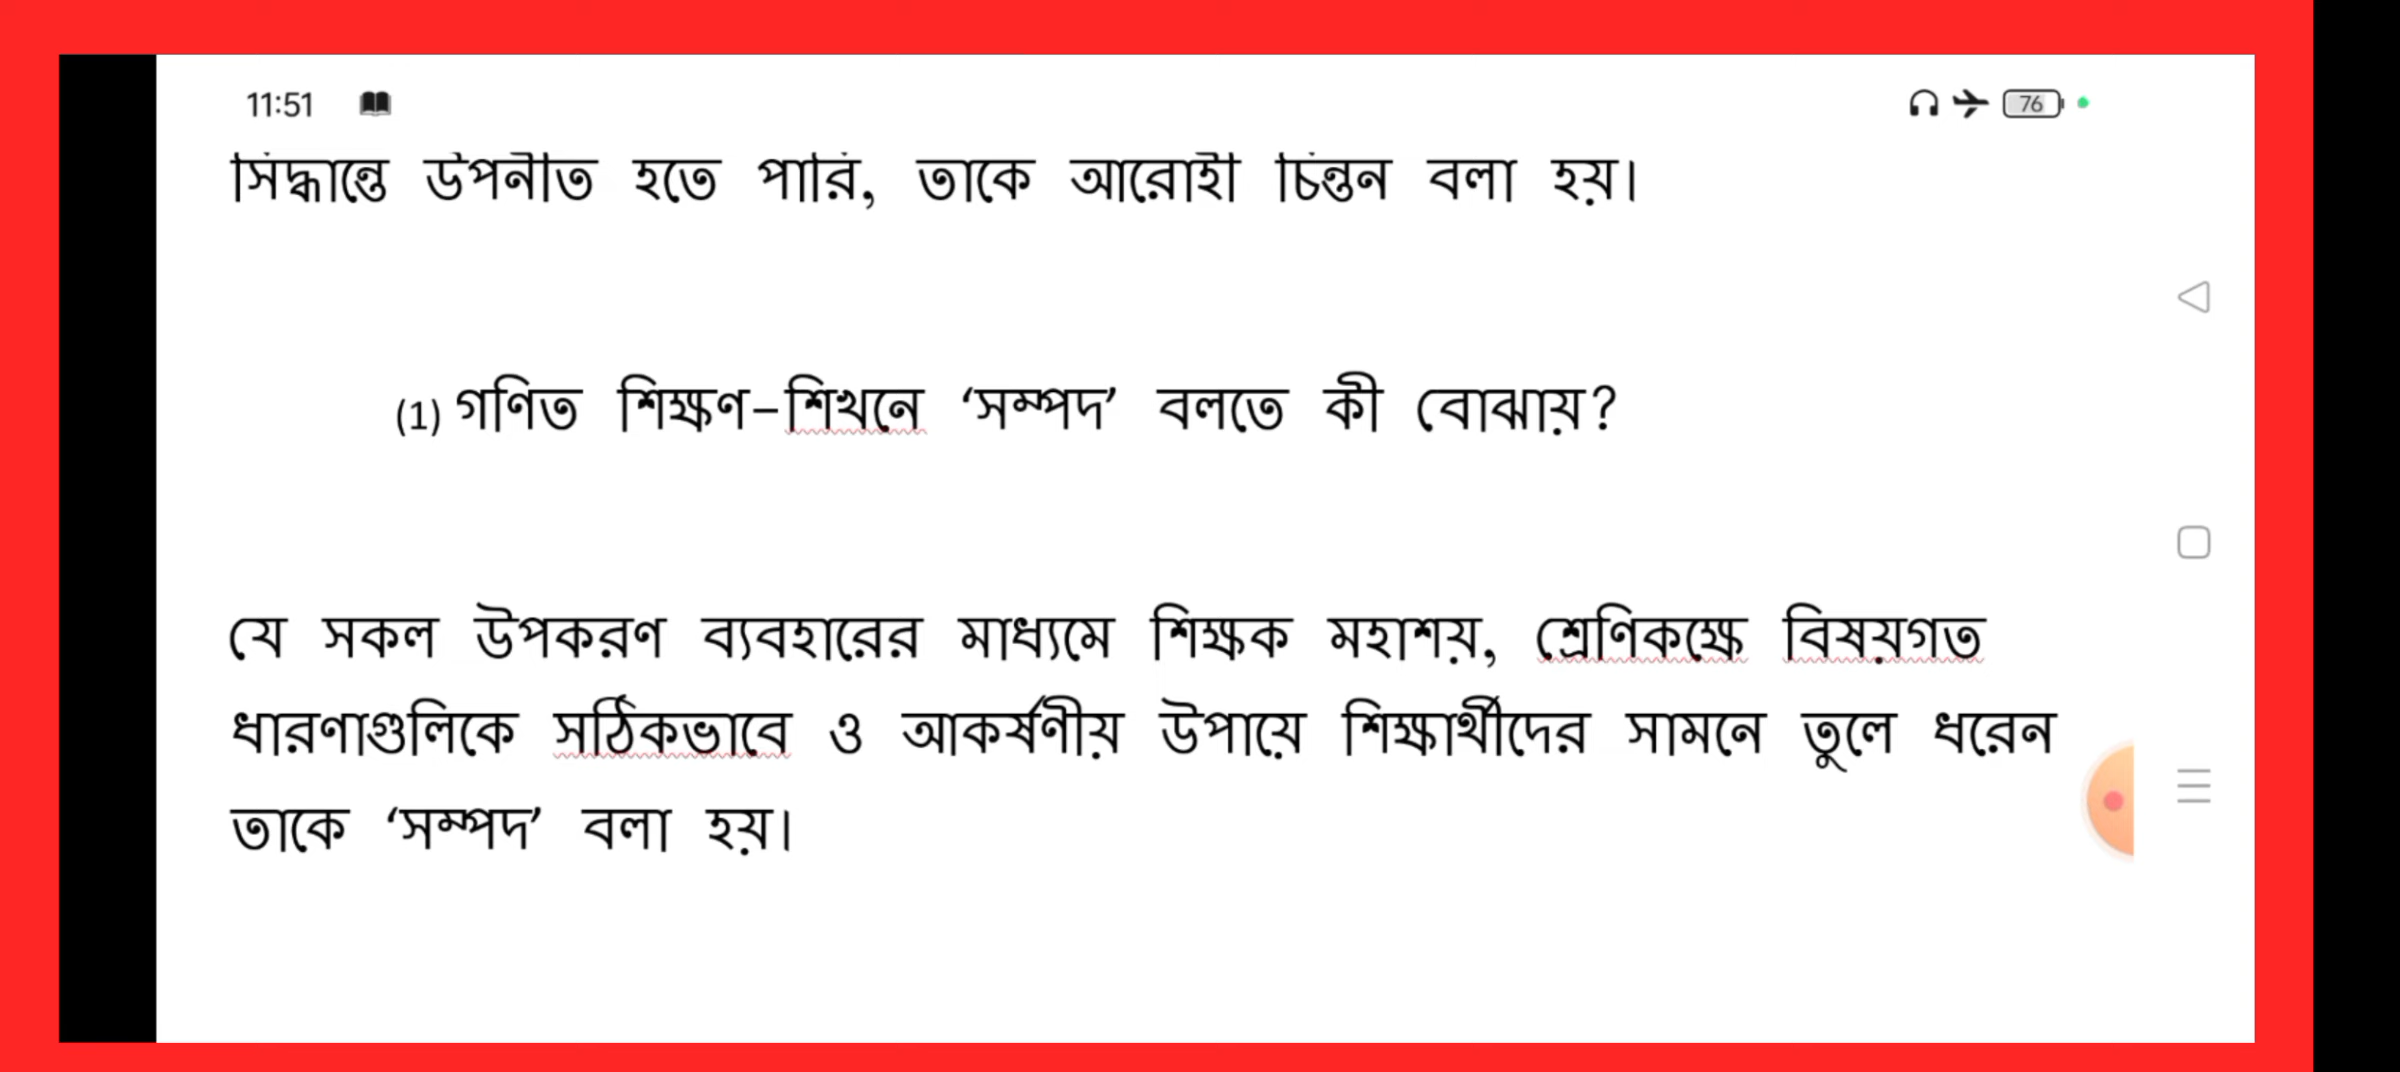 11:51
76
সিদ্ধান্তে উপনীত হতে পারি, তাকে আরোহী চিন্তন বলা হয়।
(1) গণিত শিক্ষণ-শিখনে ‘সম্পদ’ বলতে কী বোঝায়?
যে সকল উপকরণ ব্যবহারের মাধ্যমে শিক্ষক মহাশয়, শ্রেণিকক্ষে বিষয়গত
ধারণাগুলিকে সঠিকভাবে ও আকর্ষণীয় উপায়ে শিক্ষার্থীদের সামনে তুলে ধরেন
তাকে ‘সম্পদ’ বলা হয়।